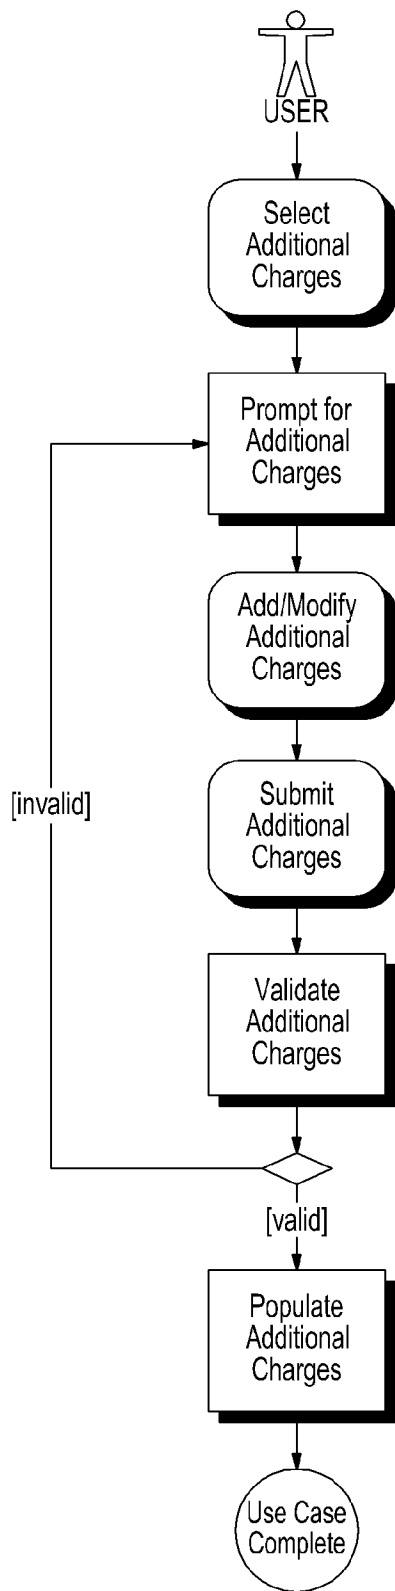 USER
Select
Additional
Charges
Prompt for
Additional
Charges
Add/Modify
Additional
Charges
Submit
Additional
Charges
[invalid]
Validate
Additional
Charges
[valid]
Populate
Additional
Charges
Use Case
Complete